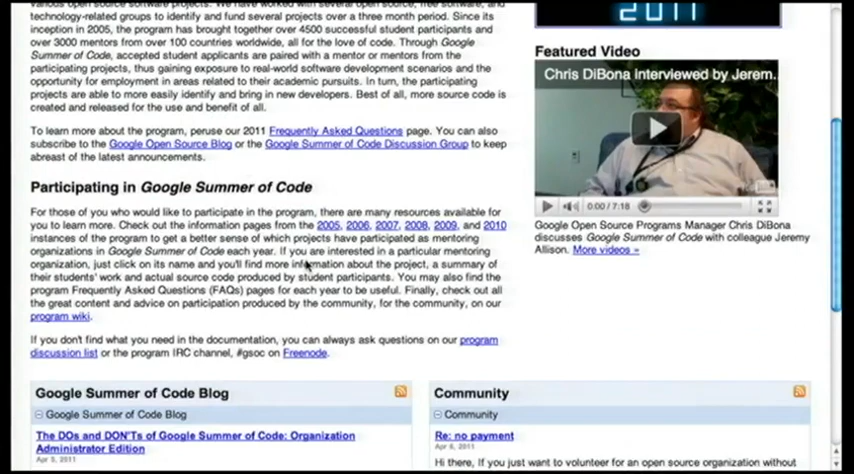 various open source software projects. We have worked with several open source, free software, and
technology-related groups to identify and fund several projects over a three month period. Since its
inception in 2005, the program has brought together over 4500 successful student participants and
over 3000 mentors from over 100 countries worldwide, all for the love of code. Through Google
Summer of Code, accepted student applicants are paired with a mentor or mentors from the
participating projects, thus gaining exposure to real-world software development scenarios and the
opportunity for employment in areas related to their academic pursuits. In turn, the participating
projects are able to more easily identify and bring in new developers. Best of all, more source code is
created and released for the use and benefit of all.
To learn more about the program, peruse our 2011 Frequently Asked Questions page. You can also
subscribe to the Google Open Source Blog or the Google Summer of Code Discussion Group to keep
abreast of the latest announcements.
Participating in Google Summer of Code
For those of you who would like to participate in the program, there are many resources available for
you to learn more. Check out the information pages from the 2005, 2006, 2007, 2008, 2009, and 2010
instances of the program to get a better sense of which projects have participated as mentoring
organizations in Google Summer of Code each year. If you are interested in a particular mentoring
organization, just click on its name and you'll find more information about the project, a summary of
their students' work and actual source code produced by student participants. You may also find the
program Frequently Asked Questions (FAQs) pages for each year to be useful. Finally, check out all
the great content and advice on participation produced by the community, for the community, on our
program wiki.
If you don't find what you need in the documentation, you can always ask questions on our program
discussion list or the program IRC channel, #gsoc on Freenode.
2011
Featured Video
Chris DiBona interviewed by Jerem...
0:00 / 7:18
Google Open Source Programs Manager Chris DiBona
discusses Google Summer of Code with colleague Jeremy
Allison. More videos »
Google Summer of Code Blog
Google Summer of Code Blog
The DOs and DON'Ts of Google Summer of Code: Organization
Administrator Edition
Apr 5, 2011
Community
Community
Re: no payment
Apr 6, 2011
Hi there, If you just want to volunteer for an open source organization without